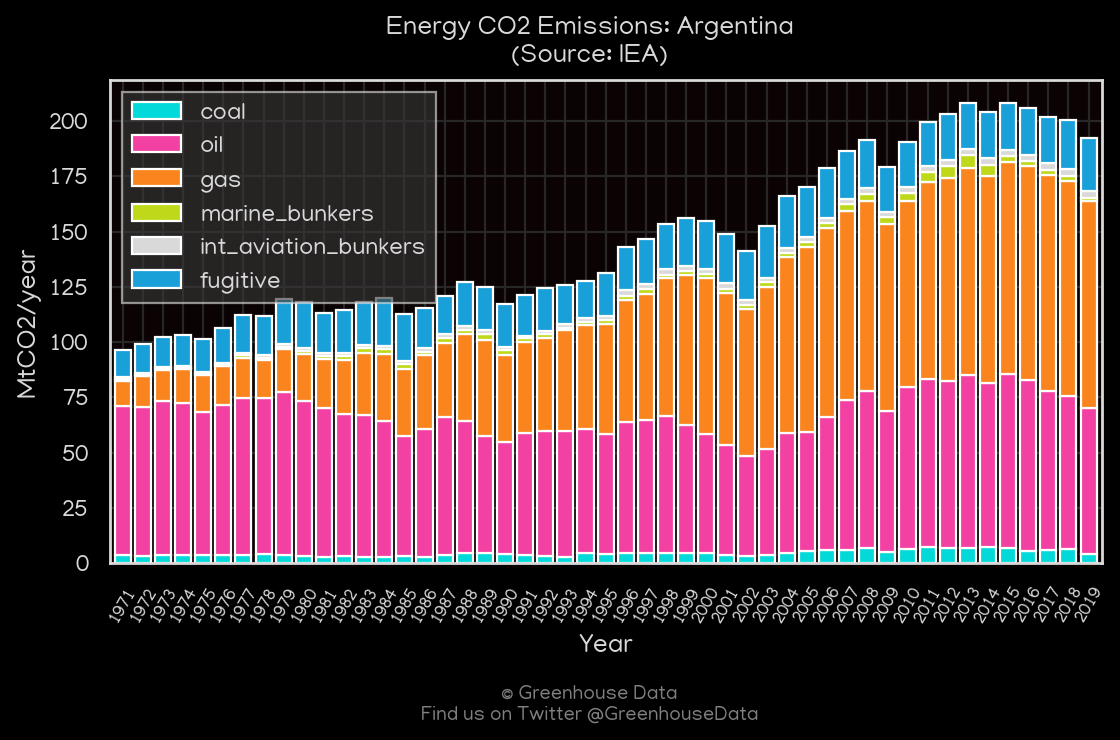 Energy CO2 Emissions: Argentina
(Source: IEA)
coal
oil
gas
marine_bunkers
int_aviation_bunkers
fugitive
MtCO2/year
200
175
150
125
100
75
50
25
0
1971 1972 1973 1974 1975 1976 1977 1978 1979 1980 1981 1982 1983 1984 1985 1986 1987 1988 1989 1990 1991 1992 1993 1994 1995 1996 1997 1998 1999 2000 2001 2002 2003 2004 2005 2006 2007 2008 2009 2010 2011 2012 2013 2014 2015 2016 2017 2018 2019
Year
© Greenhouse Data
Find us on Twitter @GreenhouseData